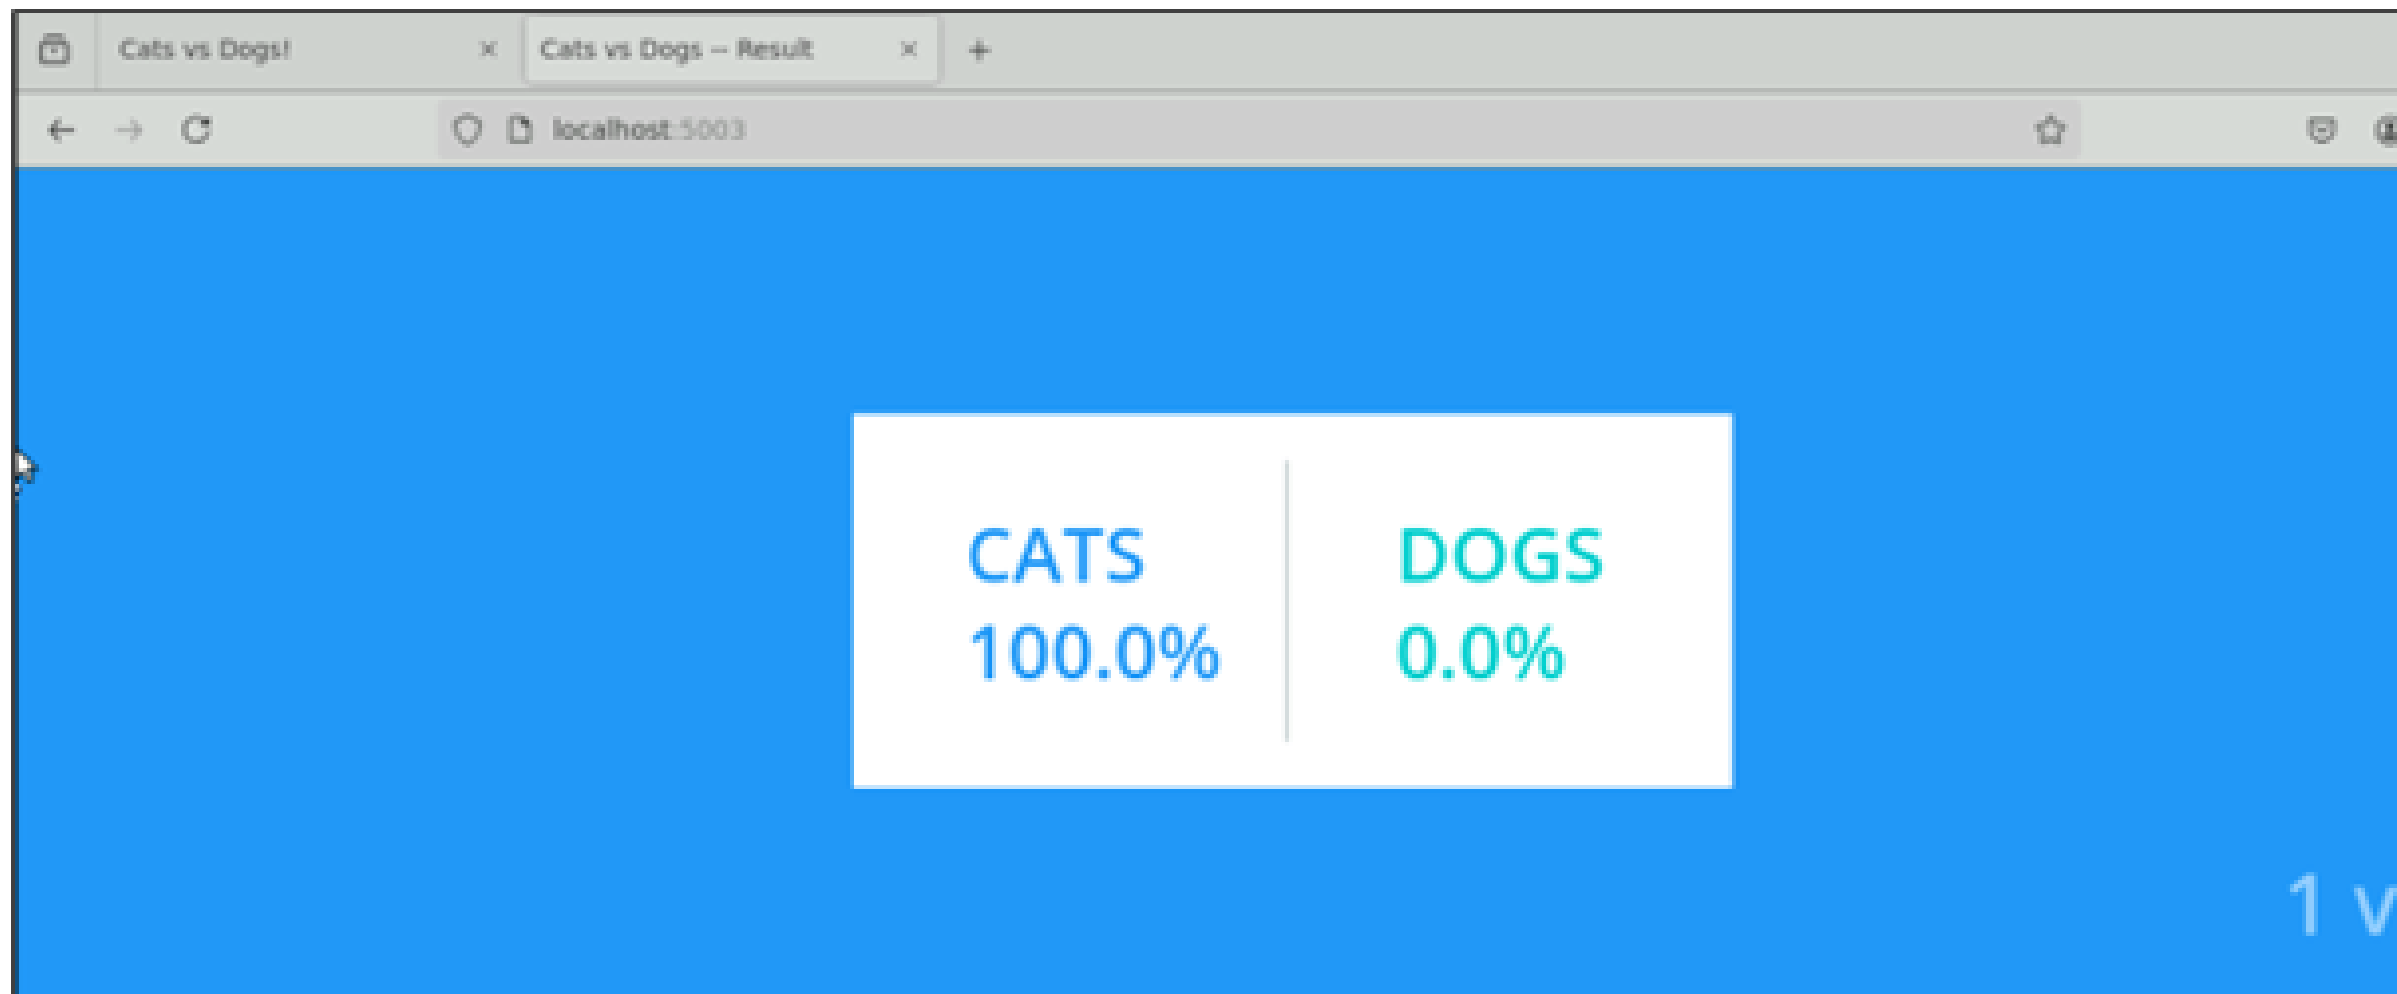 Cats vs Dogs!
Cats vs Dogs -- Result
localhost:5003
CATS
100.0%
DOGS
0.0%
1 v